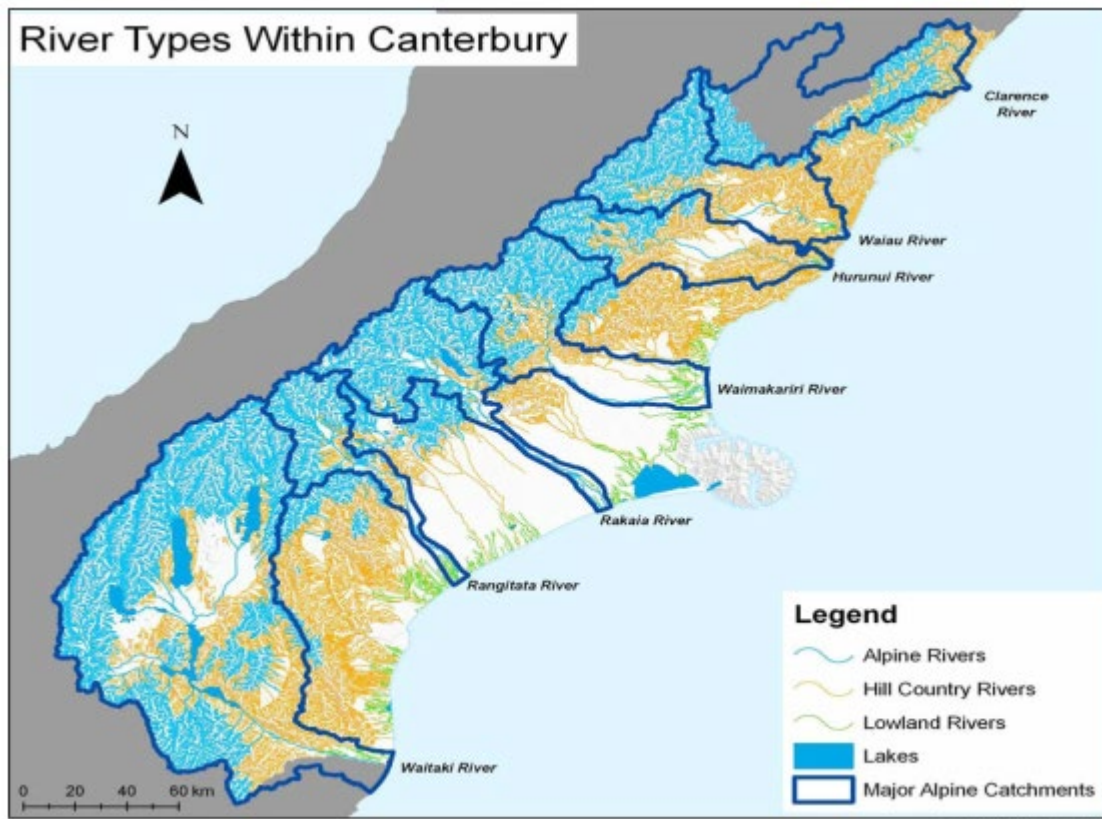 River Types Within Canterbury
N
Clarence
River
Waiau River
Hurunui River
Waimakariri River
Rakaia River
Rangitata River
Waitaki River
0 10 20 40 60 km
Legend
Alpine Rivers
Hill Country Rivers
Lowland Rivers
Lakes
Major Alpine Catchments